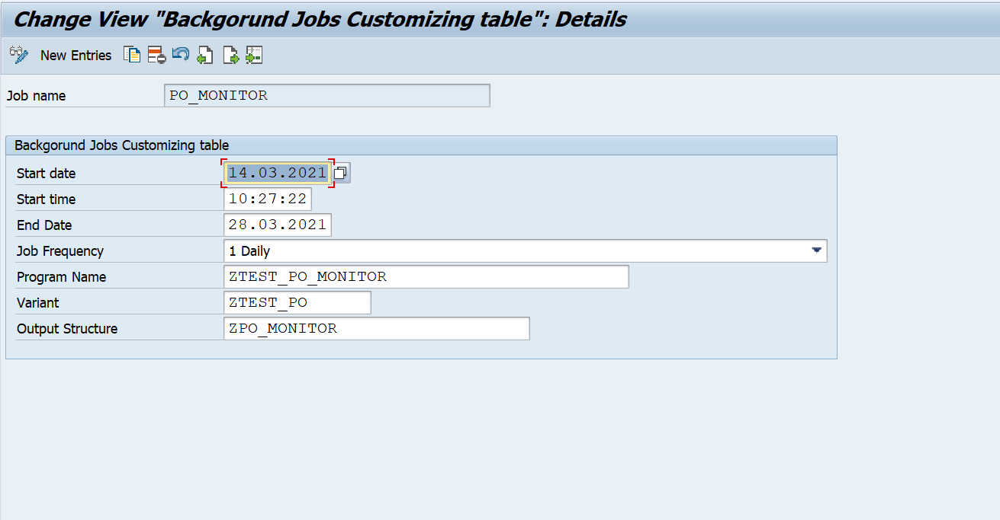 Change View "Backgorund Jobs Customizing table": Details
New Entries
Job name PO_MONITOR
Backgorund Jobs Customizing table
Start date 14.03.2021
Start time 10:27:22
End Date 28.03.2021
Job Frequency 1 Daily
Program Name ZTEST_PO_MONITOR
Variant ZTEST_PO
Output Structure ZPO_MONITOR